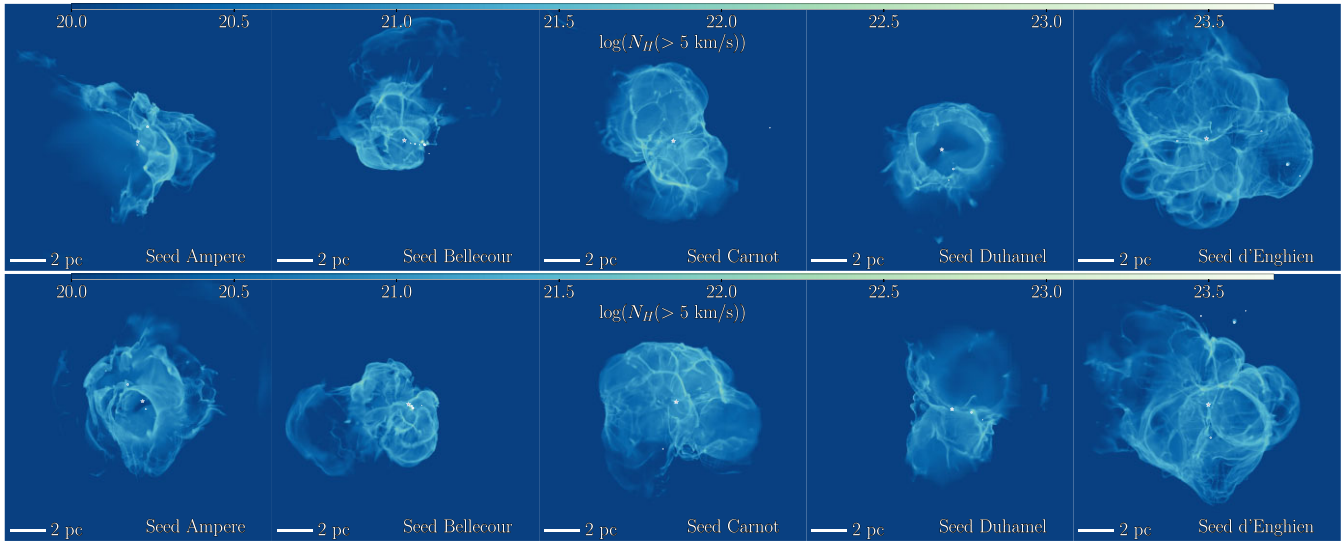 20.0 20.5 21.0 21.5 22.0 22.5 23.0 23.5
log(N_H(> 5 km/s))
2 pc Seed Ampere 2 pc Seed Bellecour 2 pc Seed Carnot 2 pc Seed Duhamel 2 pc Seed d'Enghien
20.0 20.5 21.0 21.5 22.0 22.5 23.0 23.5
log(N_H(> 5 km/s))
2 pc Seed Ampere 2 pc Seed Bellecour 2 pc Seed Carnot 2 pc Seed Duhamel 2 pc Seed d'Enghien